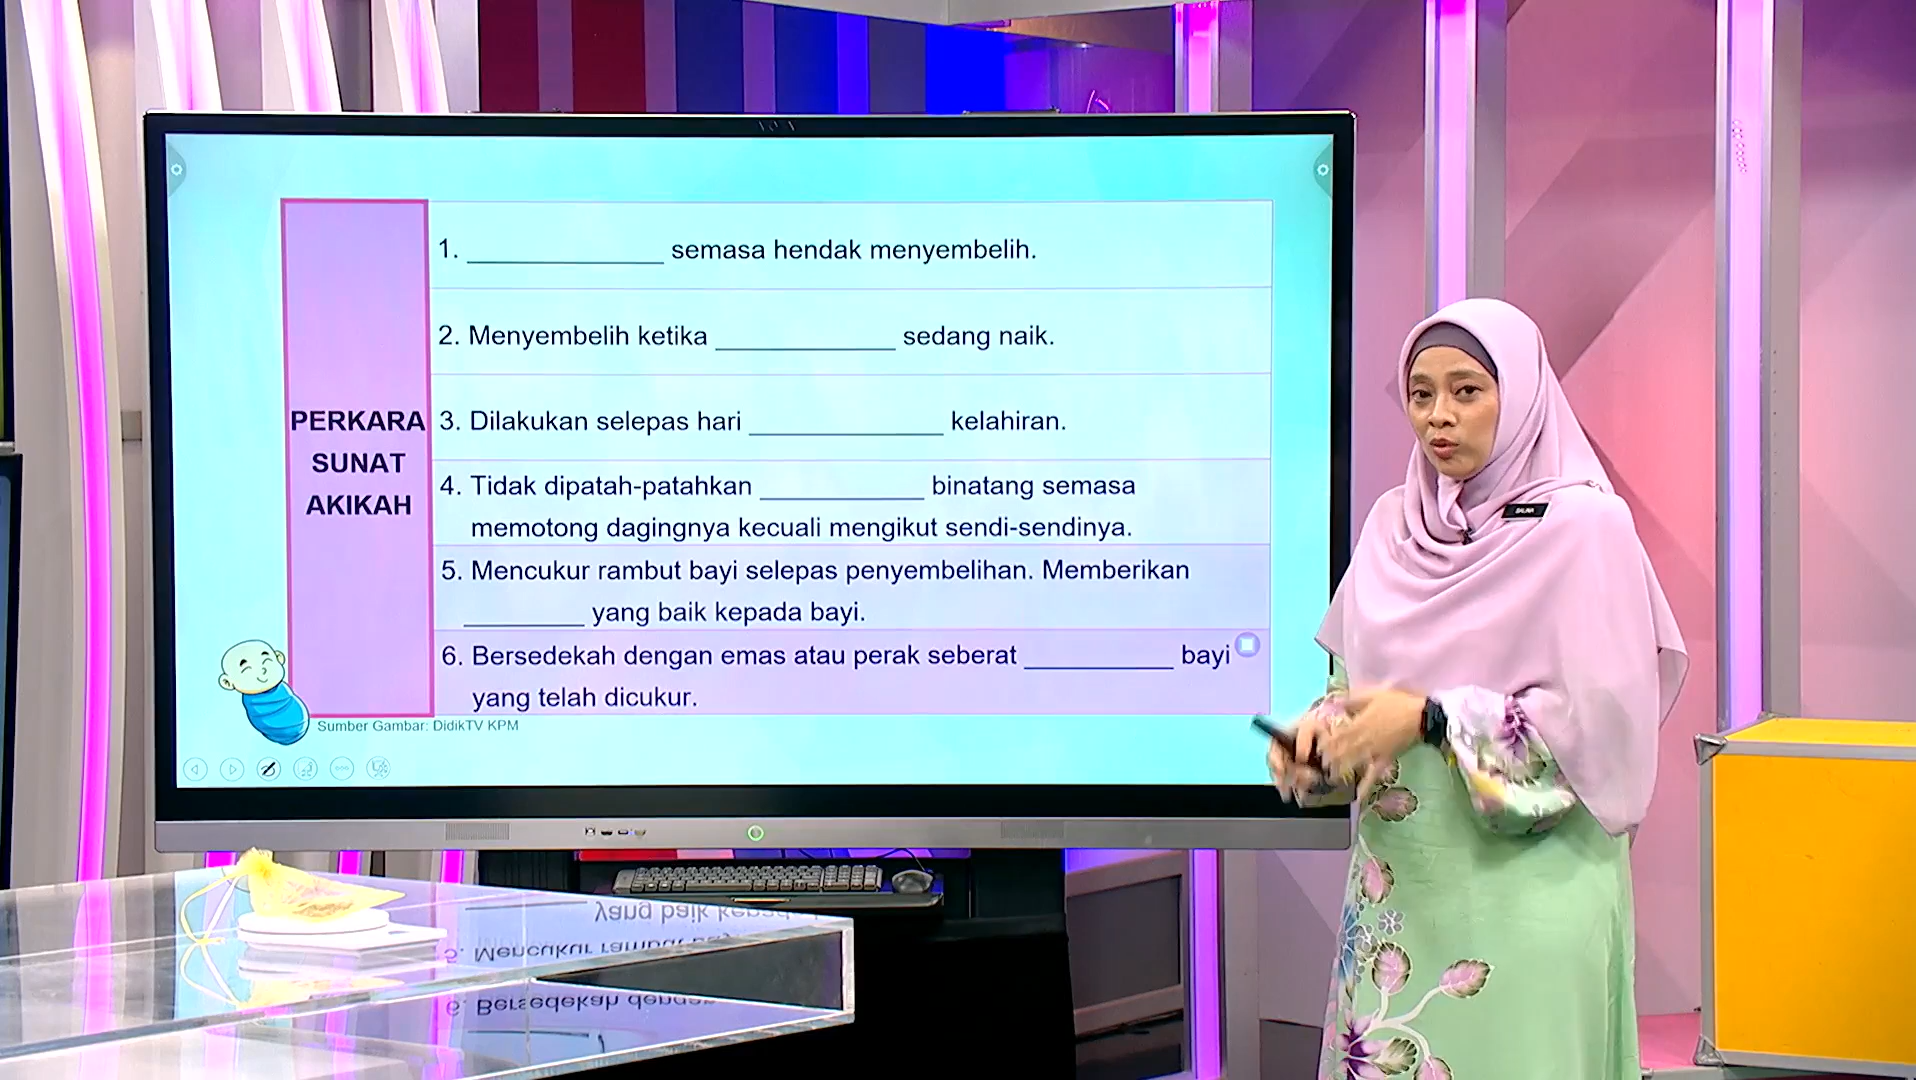 1. ______________ semasa hendak menyembelih.
2. Menyembelih ketika _____________ sedang naik.
PERKARA
SUNAT
AKIKAH
3. Dilakukan selepas hari ______________ kelahiran.
4. Tidak dipatah-patahkan ____________ binatang semasa
memotong dagingnya kecuali mengikut sendi-sendinya.
5. Mencukur rambut bayi selepas penyembelihan. Memberikan
_________ yang baik kepada bayi.
6. Bersedekah dengan emas atau perak seberat ___________ bayi
yang telah dicukur.
Sumber Gambar: DidikTV KPM